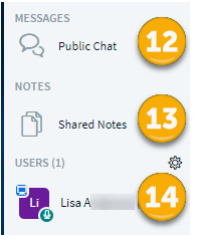 MESSAGES
Public Chat 12
NOTES
Shared Notes 13
USERS (1)
Li Lisa A 14